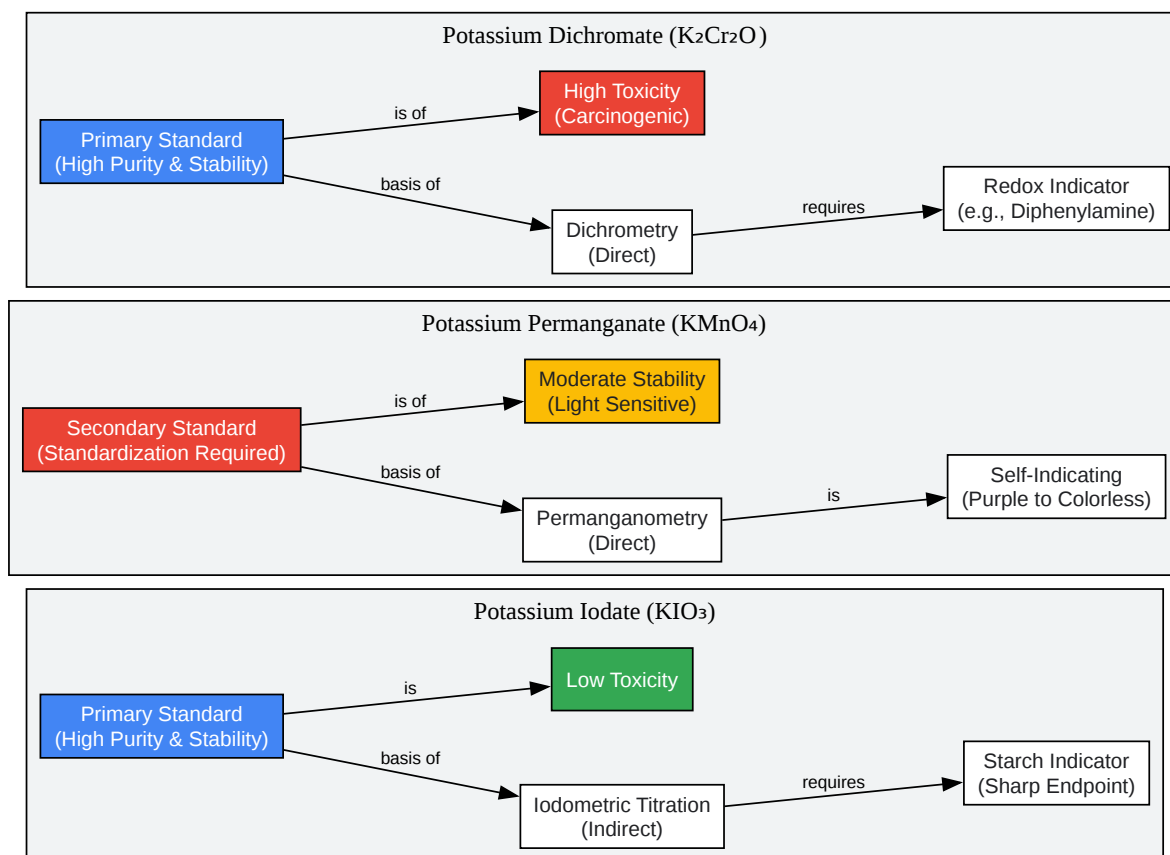 Potassium Dichromate (K₂Cr₂O)
High Toxicity
(Carcinogenic)
is of
Primary Standard
(High Purity & Stability)
basis of
Dichrometry
(Direct)
requires
Redox Indicator
(e.g., Diphenylamine)
Potassium Permanganate (KMnO₄)
Moderate Stability
(Light Sensitive)
is of
Secondary Standard
(Standardization Required)
basis of
Permanganometry
(Direct)
is
Self-Indicating
(Purple to Colorless)
Potassium Iodate (KIO₃)
Low Toxicity
is
Primary Standard
(High Purity & Stability)
basis of
Iodometric Titration
(Indirect)
requires
Starch Indicator
(Sharp Endpoint)